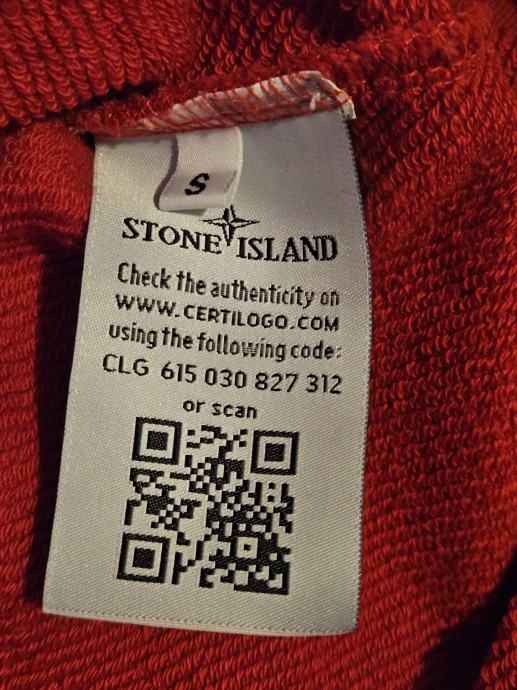 S
STONE ISLAND
Check the authenticity on
WWW.CERTILOGO.COM
using the following code:
CLG 615 030 827 312
or scan